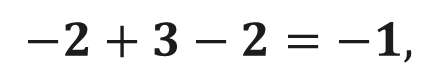 −2 + 3 − 2 = −1,